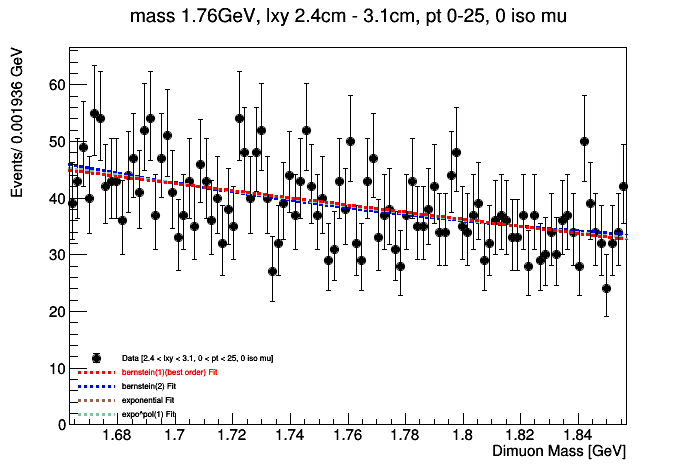 mass 1.76GeV, lxy 2.4cm - 3.1cm, pt 0-25, 0 iso mu
Events/ 0.001936 GeV
60
50
40
30
20
10
0
Data [2.4 < lxy < 3.1, 0 < pt < 25, 0 iso mu]
bernstein(1)(best order) Fit
bernstein(2) Fit
exponential Fit
expo*pol(1) Fit
1.68 1.7 1.72 1.74 1.76 1.78 1.8 1.82 1.84
Dimuon Mass [GeV]